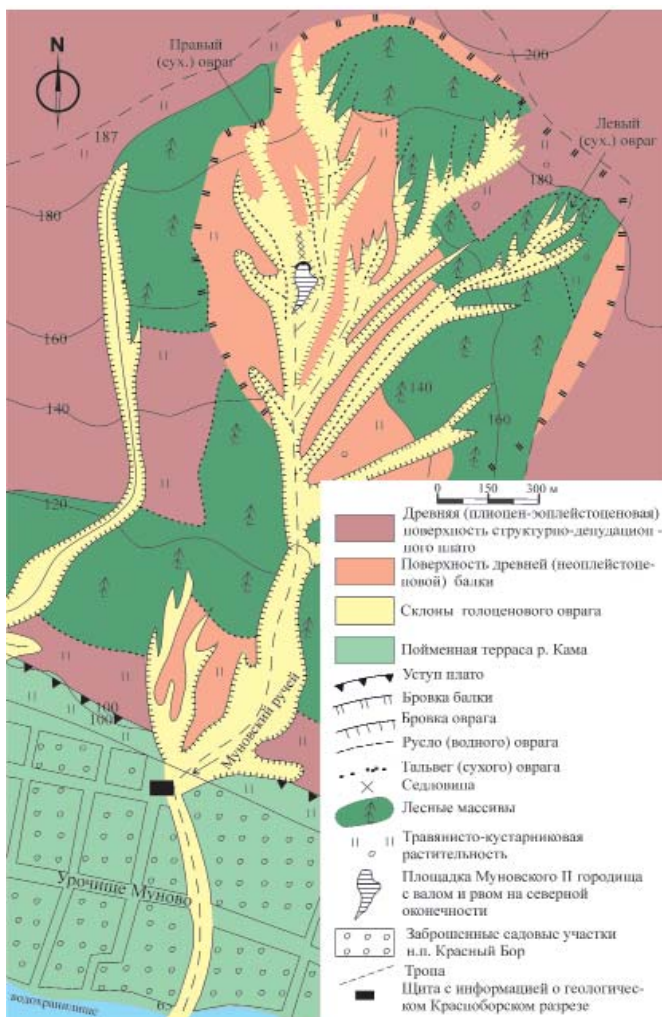 N
Правый
(сух.) овраг
200
Левый
(сух.) овраг
187
180
180
160
140
140
160
120
100
100
Муновский ручей
Урочище Муново
водохранилище
65
0 150 300 м
Древняя (плиоцен-эоплейстоценовая)
поверхность структурно-денудацион-
ного плато
Поверхность древней (неоплейстоце-
новой) балки
Склоны голоценового оврага
Пойменная терраса р. Кама
Уступ плато
Бровка балки
Бровка оврага
Русло (водного) оврага
Тальвег (сухого) оврага
Седловина
Лесные массивы
Травянисто-кустарниковая
растительность
Площадка Муновского II городища
с валом и рвом на северной
оконечности
Заброшенные садовые участки
н.п. Красный Бор
Тропа
Щита с информацией о геологичес-
ком Красноборском разрезе